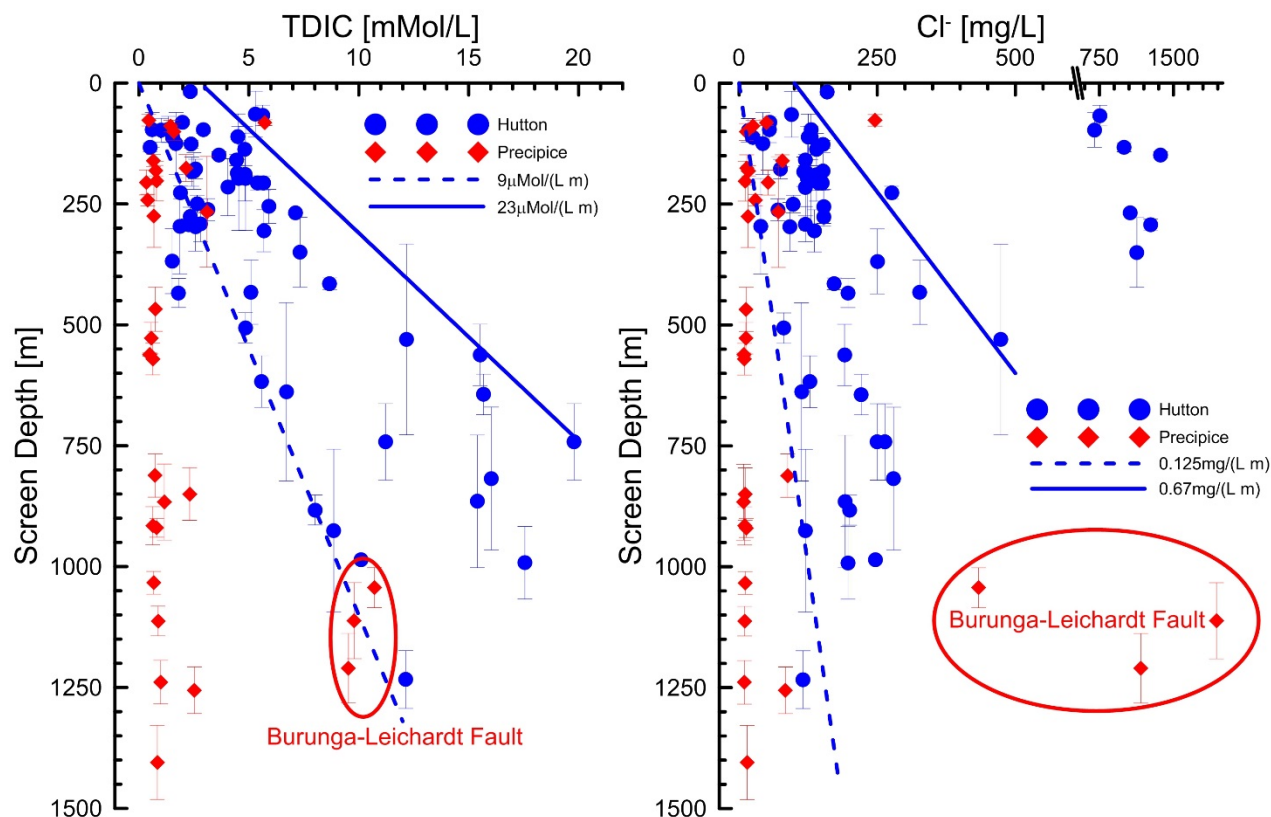 TDIC [mMol/L]
0 5 10 15 20
0
250
500
750
1000
1250
1500
Screen Depth [m]
Hutton
Precipice
9µMol/(L m)
23µMol/(L m)
Burunga-Leichardt Fault
Cl⁻ [mg/L]
0 250 500 750 1500
0
250
500
750
1000
1250
1500
Screen Depth [m]
Hutton
Precipice
0.125mg/(L m)
0.67mg/(L m)
Burunga-Leichardt Fault